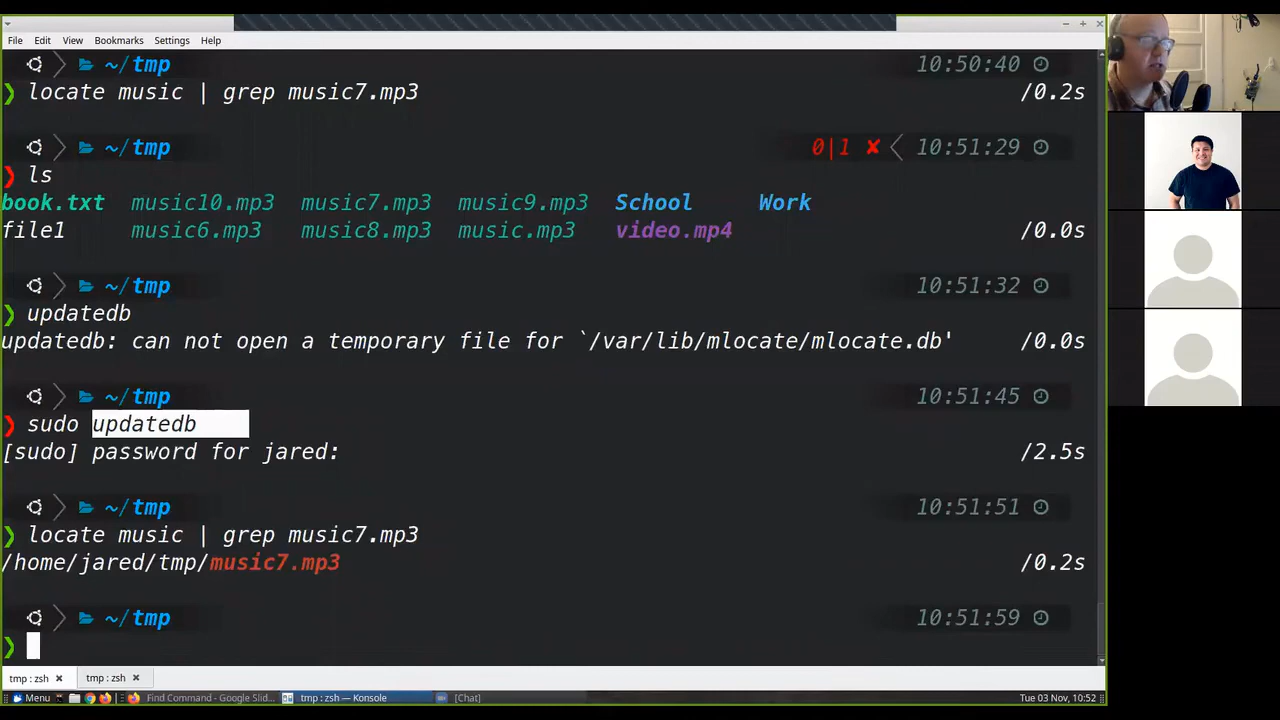 File Edit View Bookmarks Settings Help
~/tmp 10:50:40
❯ locate music | grep music7.mp3 /0.2s
~/tmp 0|1 ✘ 10:51:29
❯ ls
book.txt music10.mp3 music7.mp3 music9.mp3 School Work
file1 music6.mp3 music8.mp3 music.mp3 video.mp4 /0.0s
~/tmp 10:51:32
❯ updatedb
updatedb: can not open a temporary file for `/var/lib/mlocate/mlocate.db' /0.0s
~/tmp 10:51:45
❯ sudo updatedb
[sudo] password for jared: /2.5s
~/tmp 10:51:51
❯ locate music | grep music7.mp3
/home/jared/tmp/music7.mp3 /0.2s
~/tmp 10:51:59
❯
tmp : zsh tmp : zsh
Menu Find Command - Google Slid... tmp : zsh — Konsole [Chat] Tue 03 Nov, 10:52